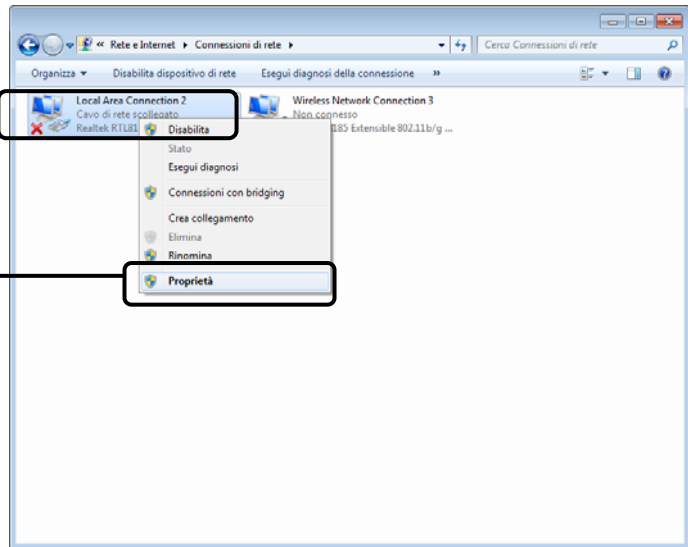 « Rete e Internet ▸ Connessioni di rete ▸ Cerca Connessioni di rete
Organizza Disabilita dispositivo di rete Esegui diagnosi della connessione »
Local Area Connection 2
Cavo di rete scollegato
Realtek RTL81
Wireless Network Connection 3
Non connesso
185 Extensible 802.11b/g ...
Disabilita
Stato
Esegui diagnosi
Connessioni con bridging
Crea collegamento
Elimina
Rinomina
Proprietà